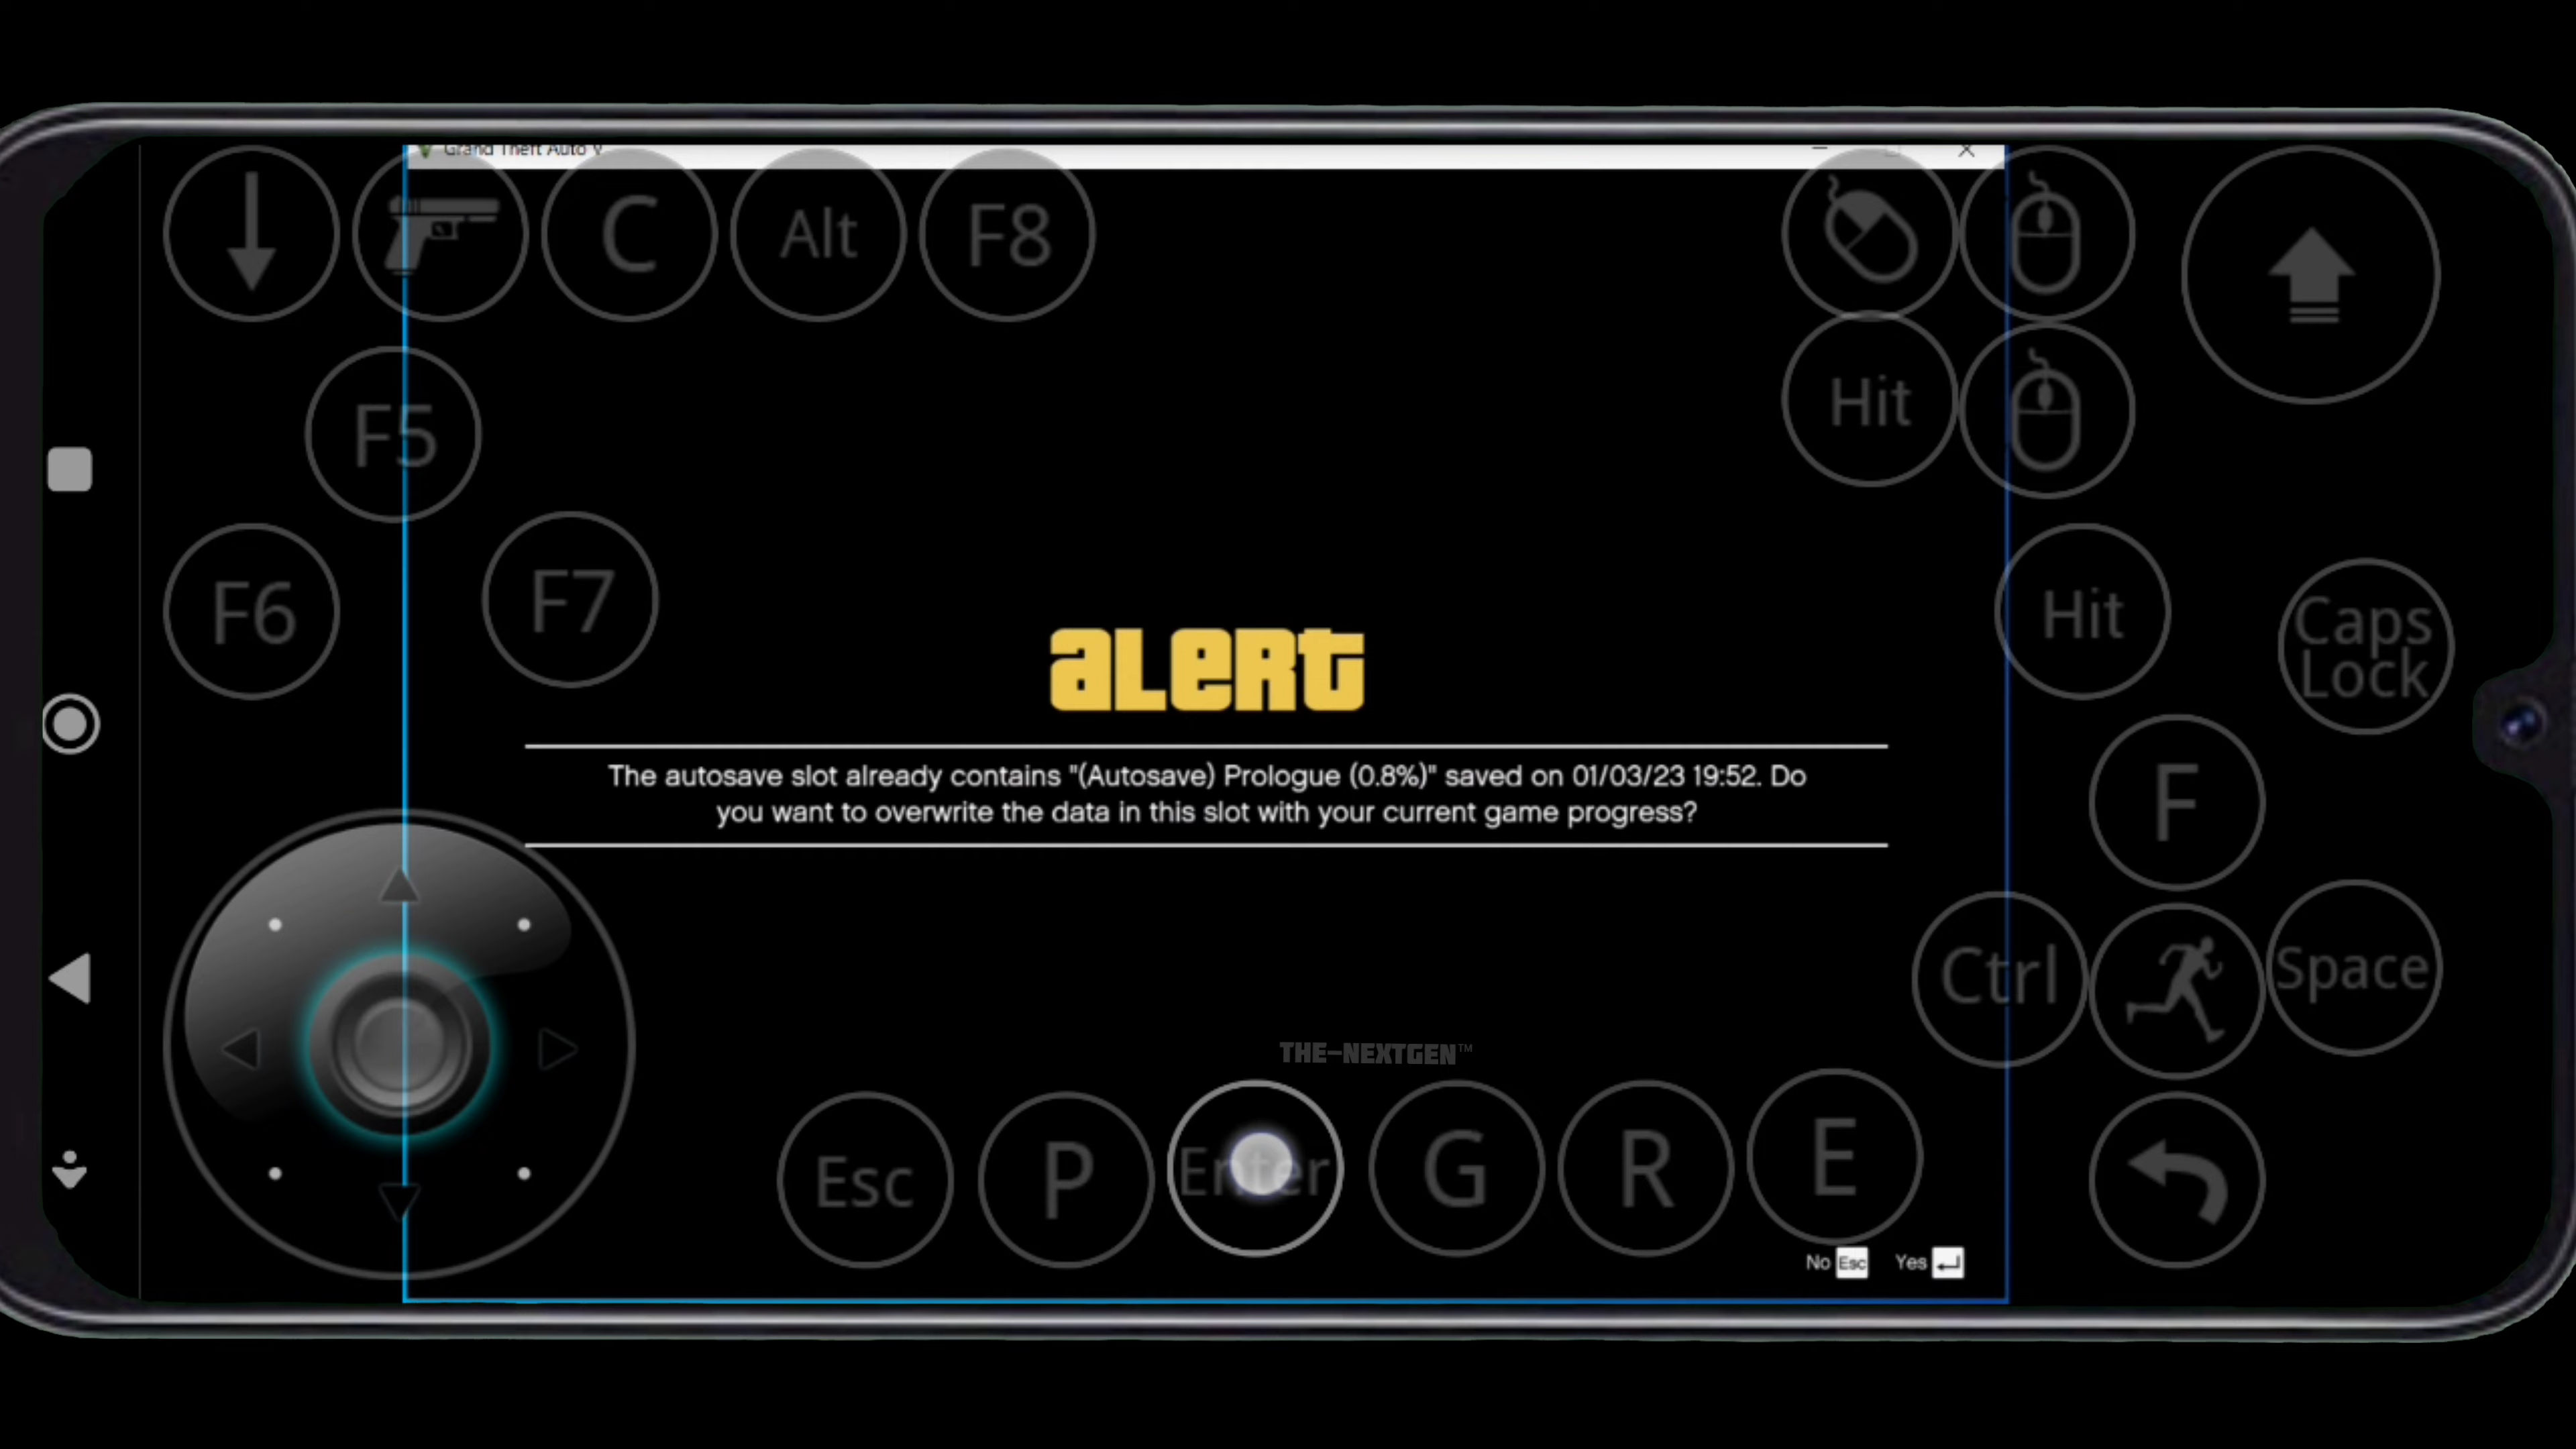 Grand Theft Auto V
C
Alt
F8
Hit
F5
F6
F7
Hit
Caps
Lock
aLeRt
The autosave slot already contains "(Autosave) Prologue (0.8%)" saved on 01/03/23 19:52. Do
you want to overwrite the data in this slot with your current game progress?
F
Ctrl
Space
THE-NEXTGEN™
Esc
P
Enter
G
R
E
No Esc Yes